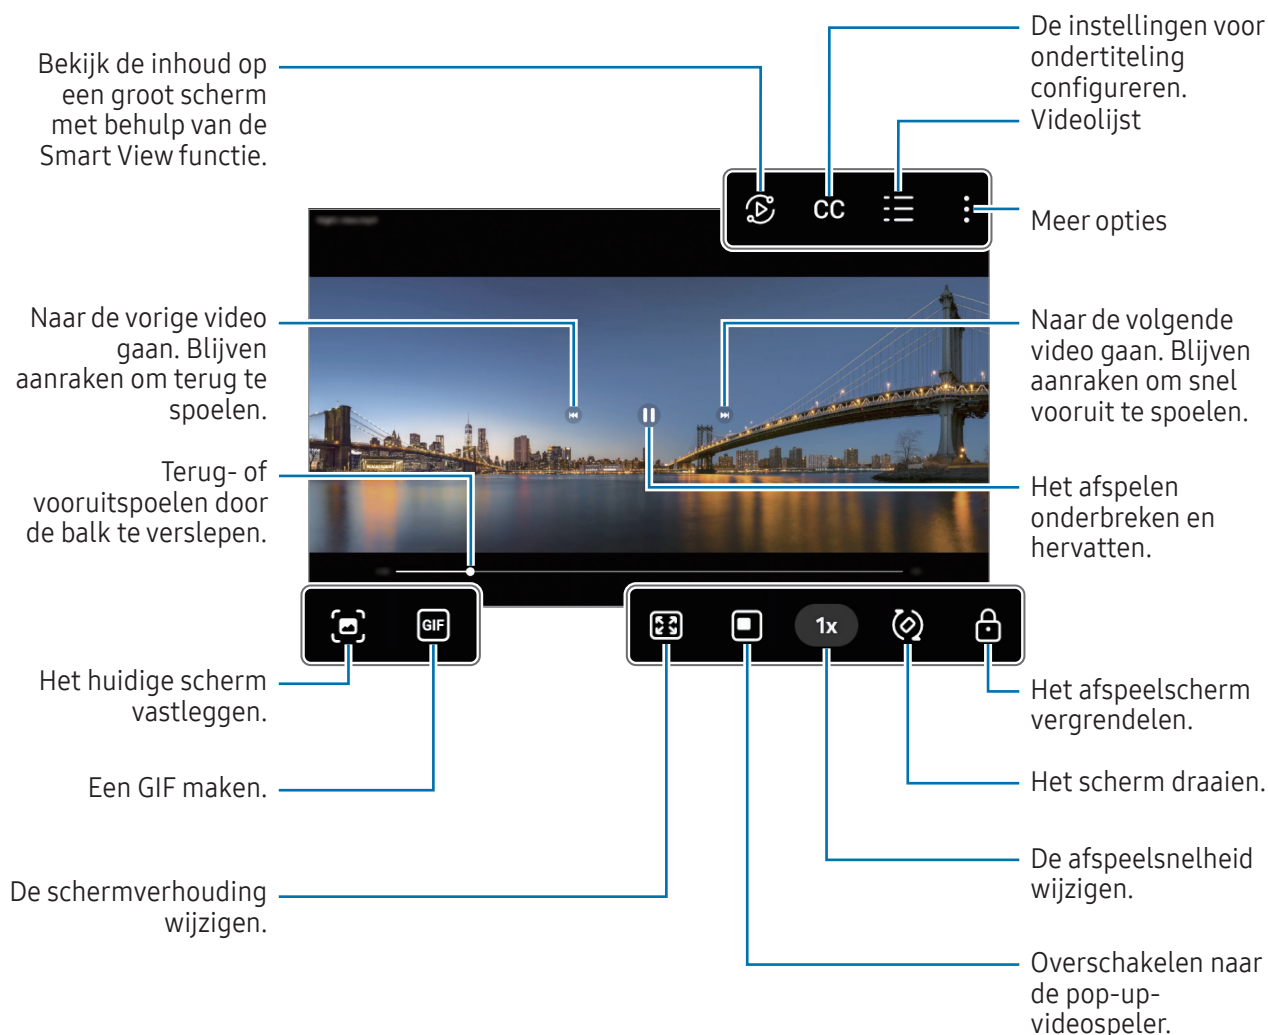 Bekijk de inhoud op
een groot scherm
met behulp van de
Smart View functie.
De instellingen voor
ondertiteling
configureren.
Videolijst
CC
Meer opties
Naar de vorige video
gaan. Blijven
aanraken om terug te
spoelen.
Naar de volgende
video gaan. Blijven
aanraken om snel
vooruit te spoelen.
Terug- of
vooruitspoelen door
de balk te verslepen.
Het afspelen
onderbreken en
hervatten.
GIF
1x
Het huidige scherm
vastleggen.
Het afspeelscherm
vergrendelen.
Een GIF maken.
Het scherm draaien.
De schermverhouding
wijzigen.
De afspeelsnelheid
wijzigen.
Overschakelen naar
de pop-up-
videospeler.